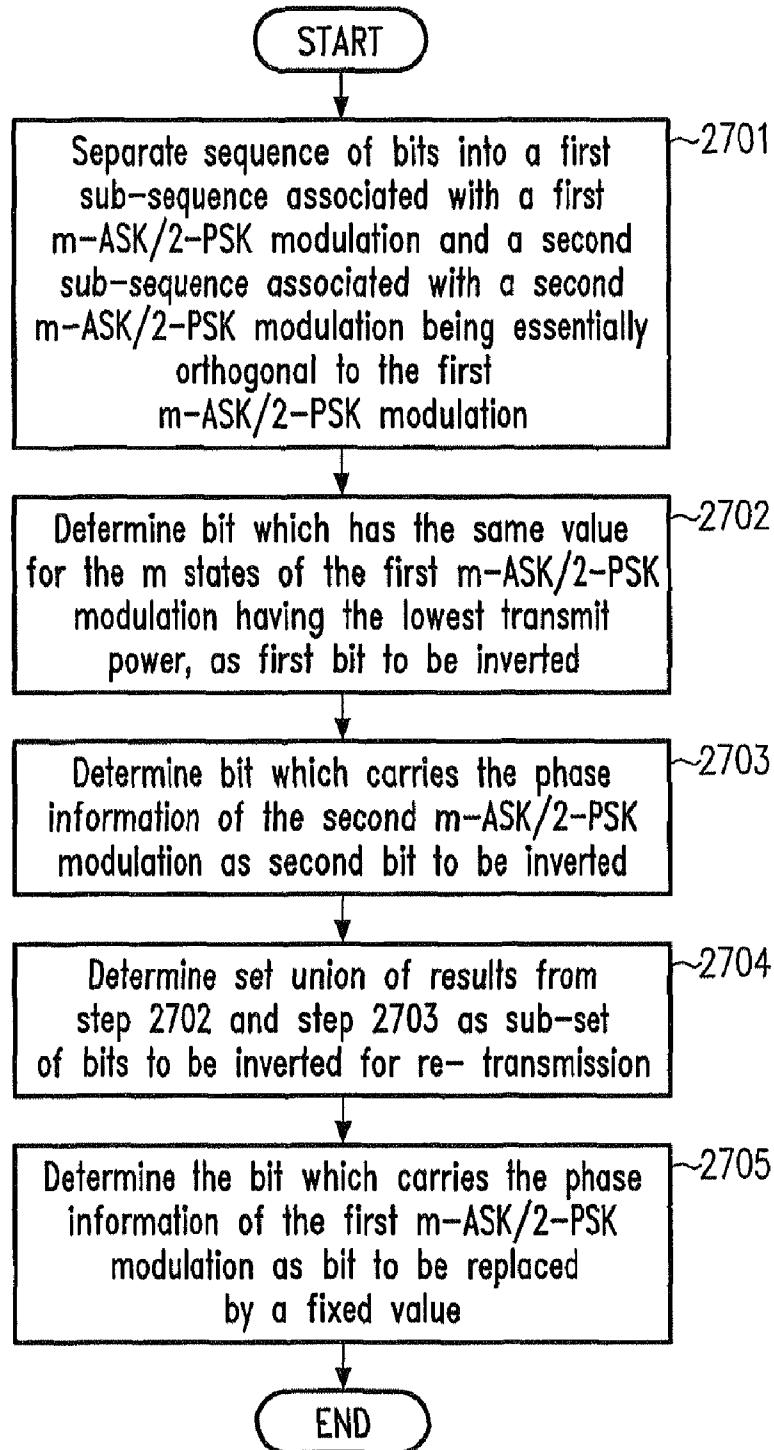 START
Separate sequence of bits into a first
sub-sequence associated with a first
m-ASK/2-PSK modulation and a second
sub-sequence associated with a second
m-ASK/2-PSK modulation being essentially
orthogonal to the first
m-ASK/2-PSK modulation
2701
Determine bit which has the same value
for the m states of the first m-ASK/2-PSK
modulation having the lowest transmit
power, as first bit to be inverted
2702
Determine bit which carries the phase
information of the second m-ASK/2-PSK
modulation as second bit to be inverted
2703
Determine set union of results from
step 2702 and step 2703 as sub-set
of bits to be inverted for re- transmission
2704
Determine the bit which carries the phase
information of the first m-ASK/2-PSK
modulation as bit to be replaced
by a fixed value
2705
END